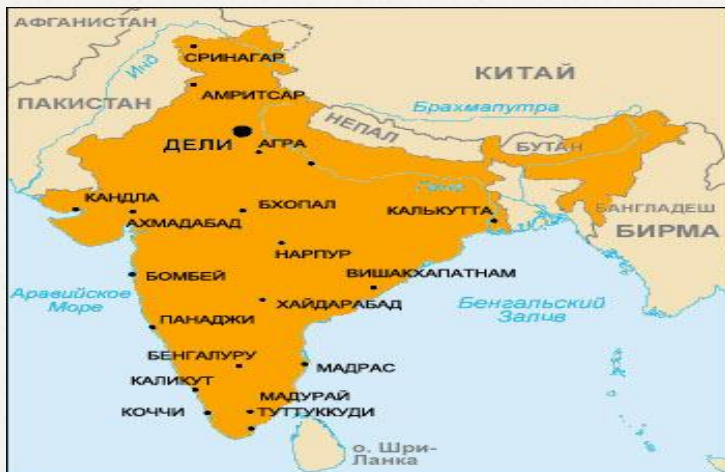 АФГАНИСТАН
СРИНАГАР
Инд
КИТАЙ
ПАКИСТАН
АМРИТСАР
Брахмапутра
НЕПАЛ
ДЕЛИ
АГРА
БУТАН
Ганг
КАНДЛА
БХОПАЛ
КАЛЬКУТТА
БАНГЛАДЕШ
АХМАДАБАД
БИРМА
НАРПУР
БОМБЕЙ
ВИШАКХАПАТНАМ
Аравийское
Море
ХАЙДАРАБАД
Бенгальский
Залив
ПАНАДЖИ
БЕНГАЛУРУ
МАДРАС
КАЛИКУТ
МАДУРАЙ
КОЧЧИ
ТУТТУККУДИ
о. Шри-
Ланка